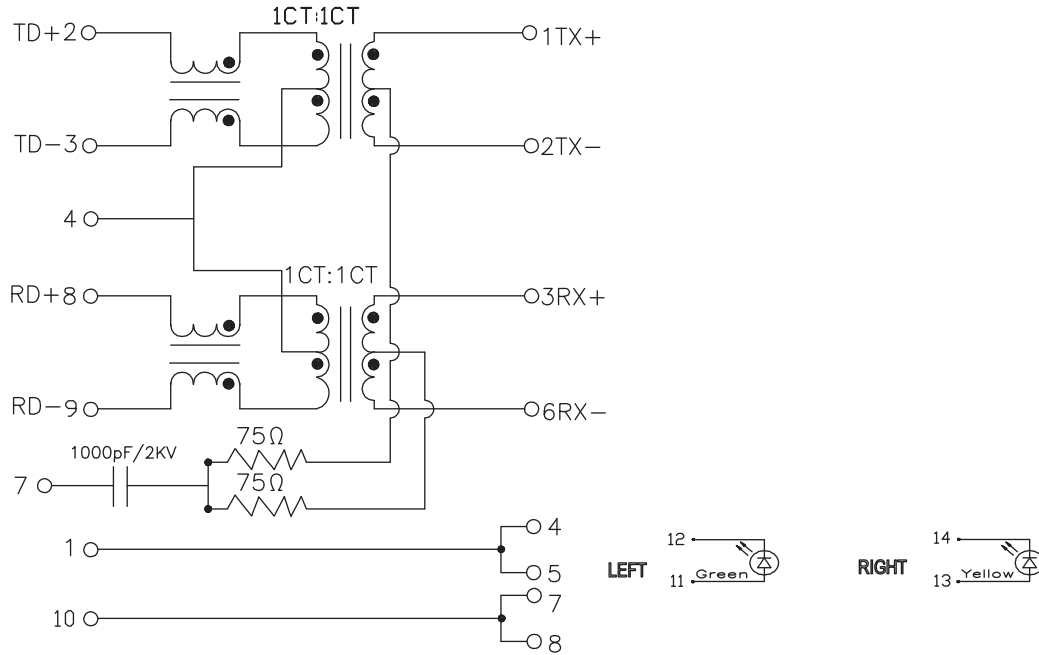 1CT:1CT
TD+2
1TX+
TD-3
2TX-
4
1CT:1CT
RD+8
3RX+
RD-9
6RX-
75Ω
1000pF/2KV
75Ω
7
4
1
5
7
10
8
LEFT
12
11 Green
RIGHT
14
13 Yellow